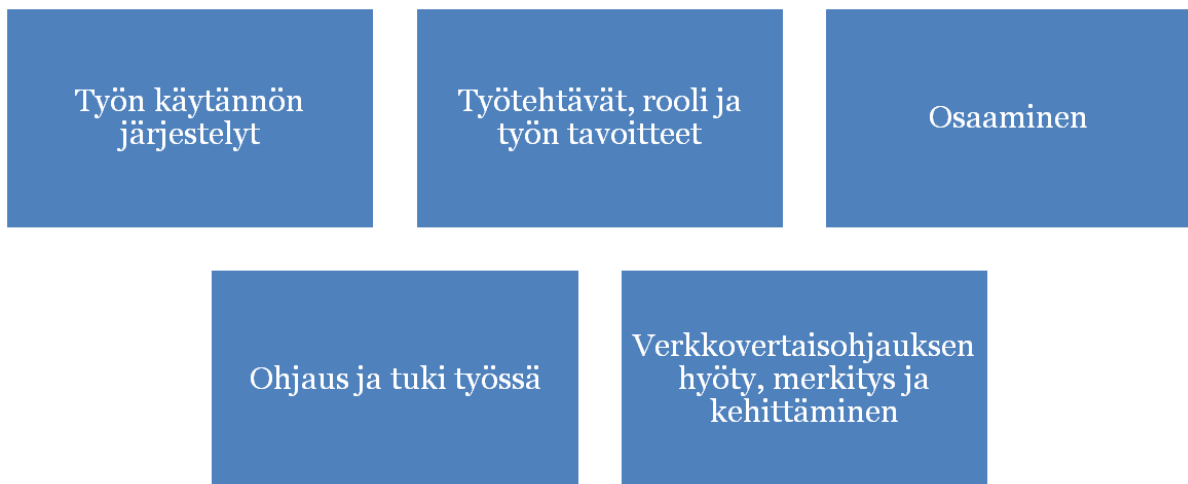 Työn käytännön
järjestelyt
Työtehtävät, rooli ja
työn tavoitteet
Osaaminen
Ohjaus ja tuki työssä
Verkkovertaisohjauksen
hyöty, merkitys ja
kehittäminen